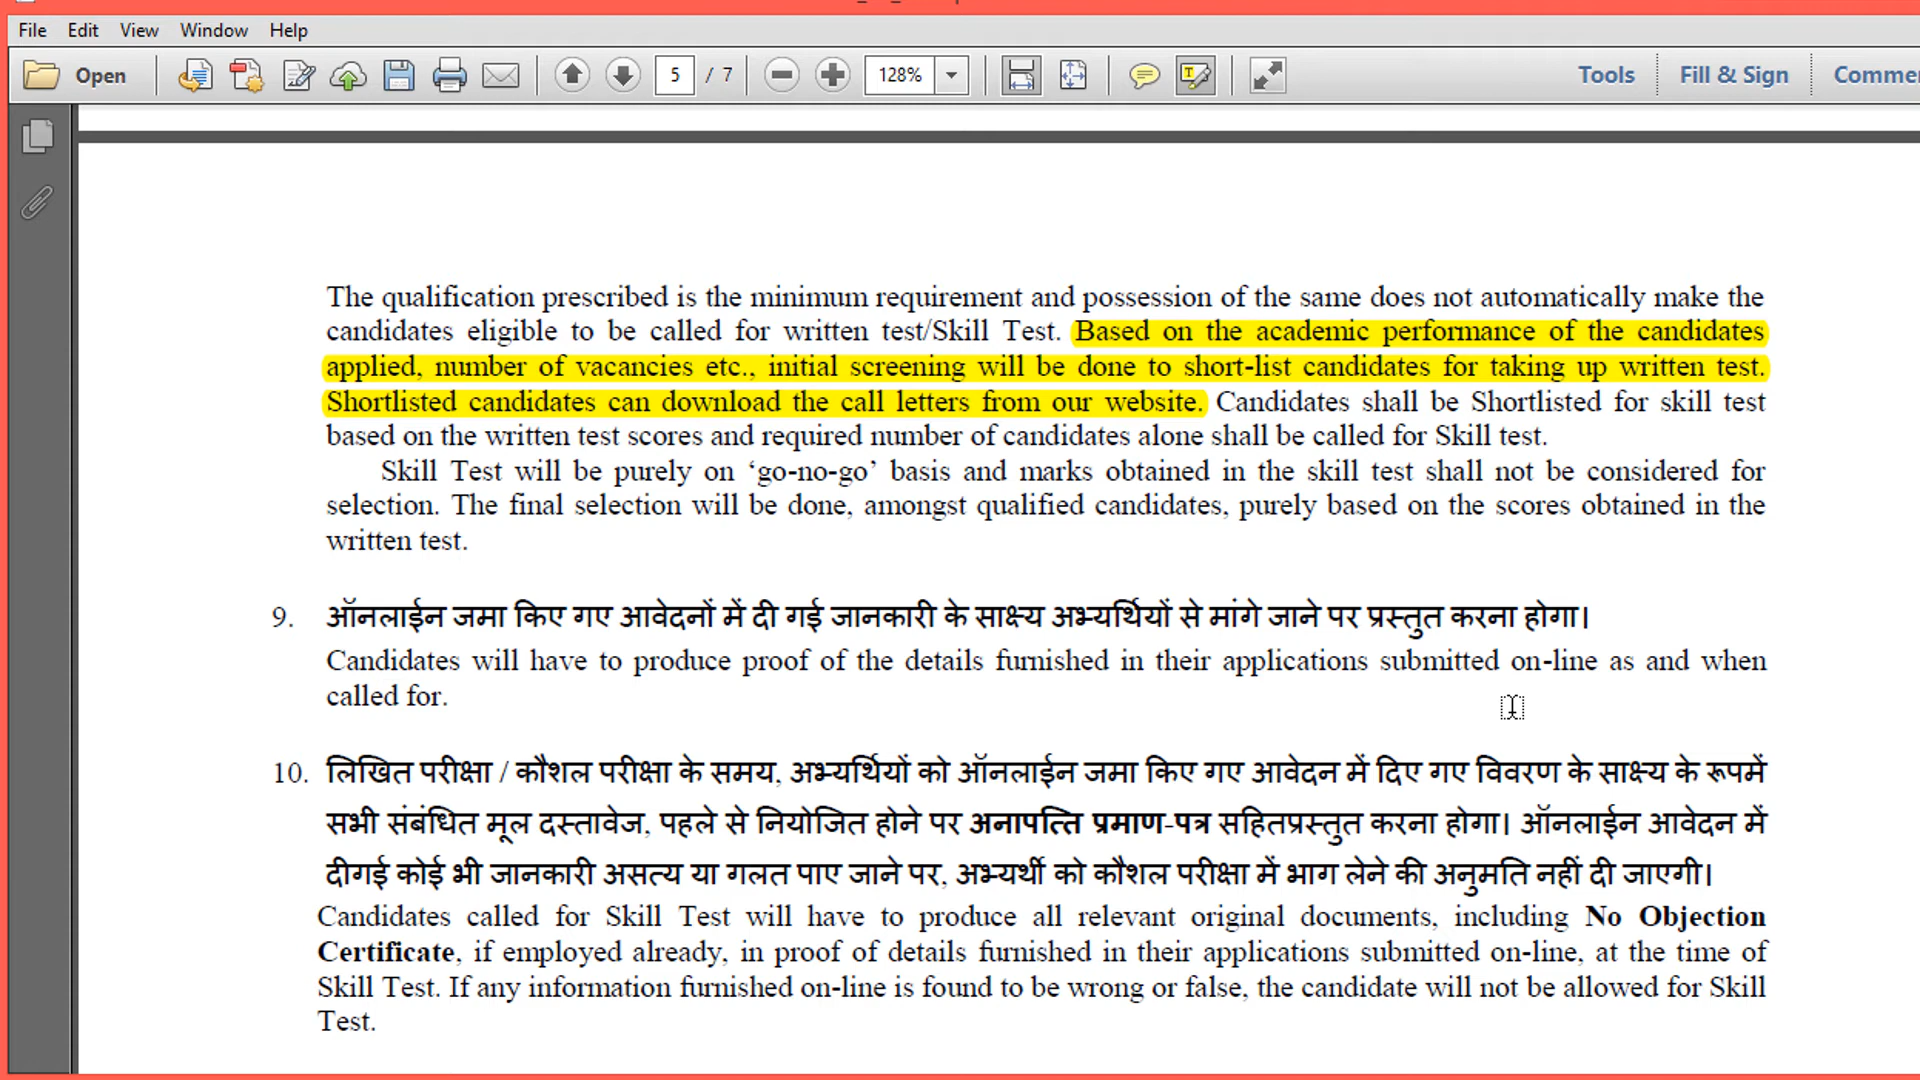 File Edit View Window Help
Open 5 / 7 128% Tools Fill & Sign Comme
The qualification prescribed is the minimum requirement and possession of the same does not automatically make the
candidates eligible to be called for written test/Skill Test. Based on the academic performance of the candidates
applied, number of vacancies etc., initial screening will be done to short-list candidates for taking up written test.
Shortlisted candidates can download the call letters from our website. Candidates shall be Shortlisted for skill test
based on the written test scores and required number of candidates alone shall be called for Skill test.
Skill Test will be purely on ‘go-no-go’ basis and marks obtained in the skill test shall not be considered for
selection. The final selection will be done, amongst qualified candidates, purely based on the scores obtained in the
written test.
9. ऑनलाईन जमा किए गए आवेदनों में दी गई जानकारी के साक्ष्य अभ्यर्थियों से मांगे जाने पर प्रस्तुत करना होगा।
Candidates will have to produce proof of the details furnished in their applications submitted on-line as and when
called for.
10. लिखित परीक्षा / कौशल परीक्षा के समय, अभ्यर्थियों को ऑनलाईन जमा किए गए आवेदन में दिए गए विवरण के साक्ष्य के रूपमें
सभी संबंधित मूल दस्तावेज, पहले से नियोजित होने पर अनापत्ति प्रमाण-पत्र सहितप्रस्तुत करना होगा। ऑनलाईन आवेदन में
दीगई कोई भी जानकारी असत्य या गलत पाए जाने पर, अभ्यर्थी को कौशल परीक्षा में भाग लेने की अनुमति नहीं दी जाएगी।
Candidates called for Skill Test will have to produce all relevant original documents, including No Objection
Certificate, if employed already, in proof of details furnished in their applications submitted on-line, at the time of
Skill Test. If any information furnished on-line is found to be wrong or false, the candidate will not be allowed for Skill
Test.